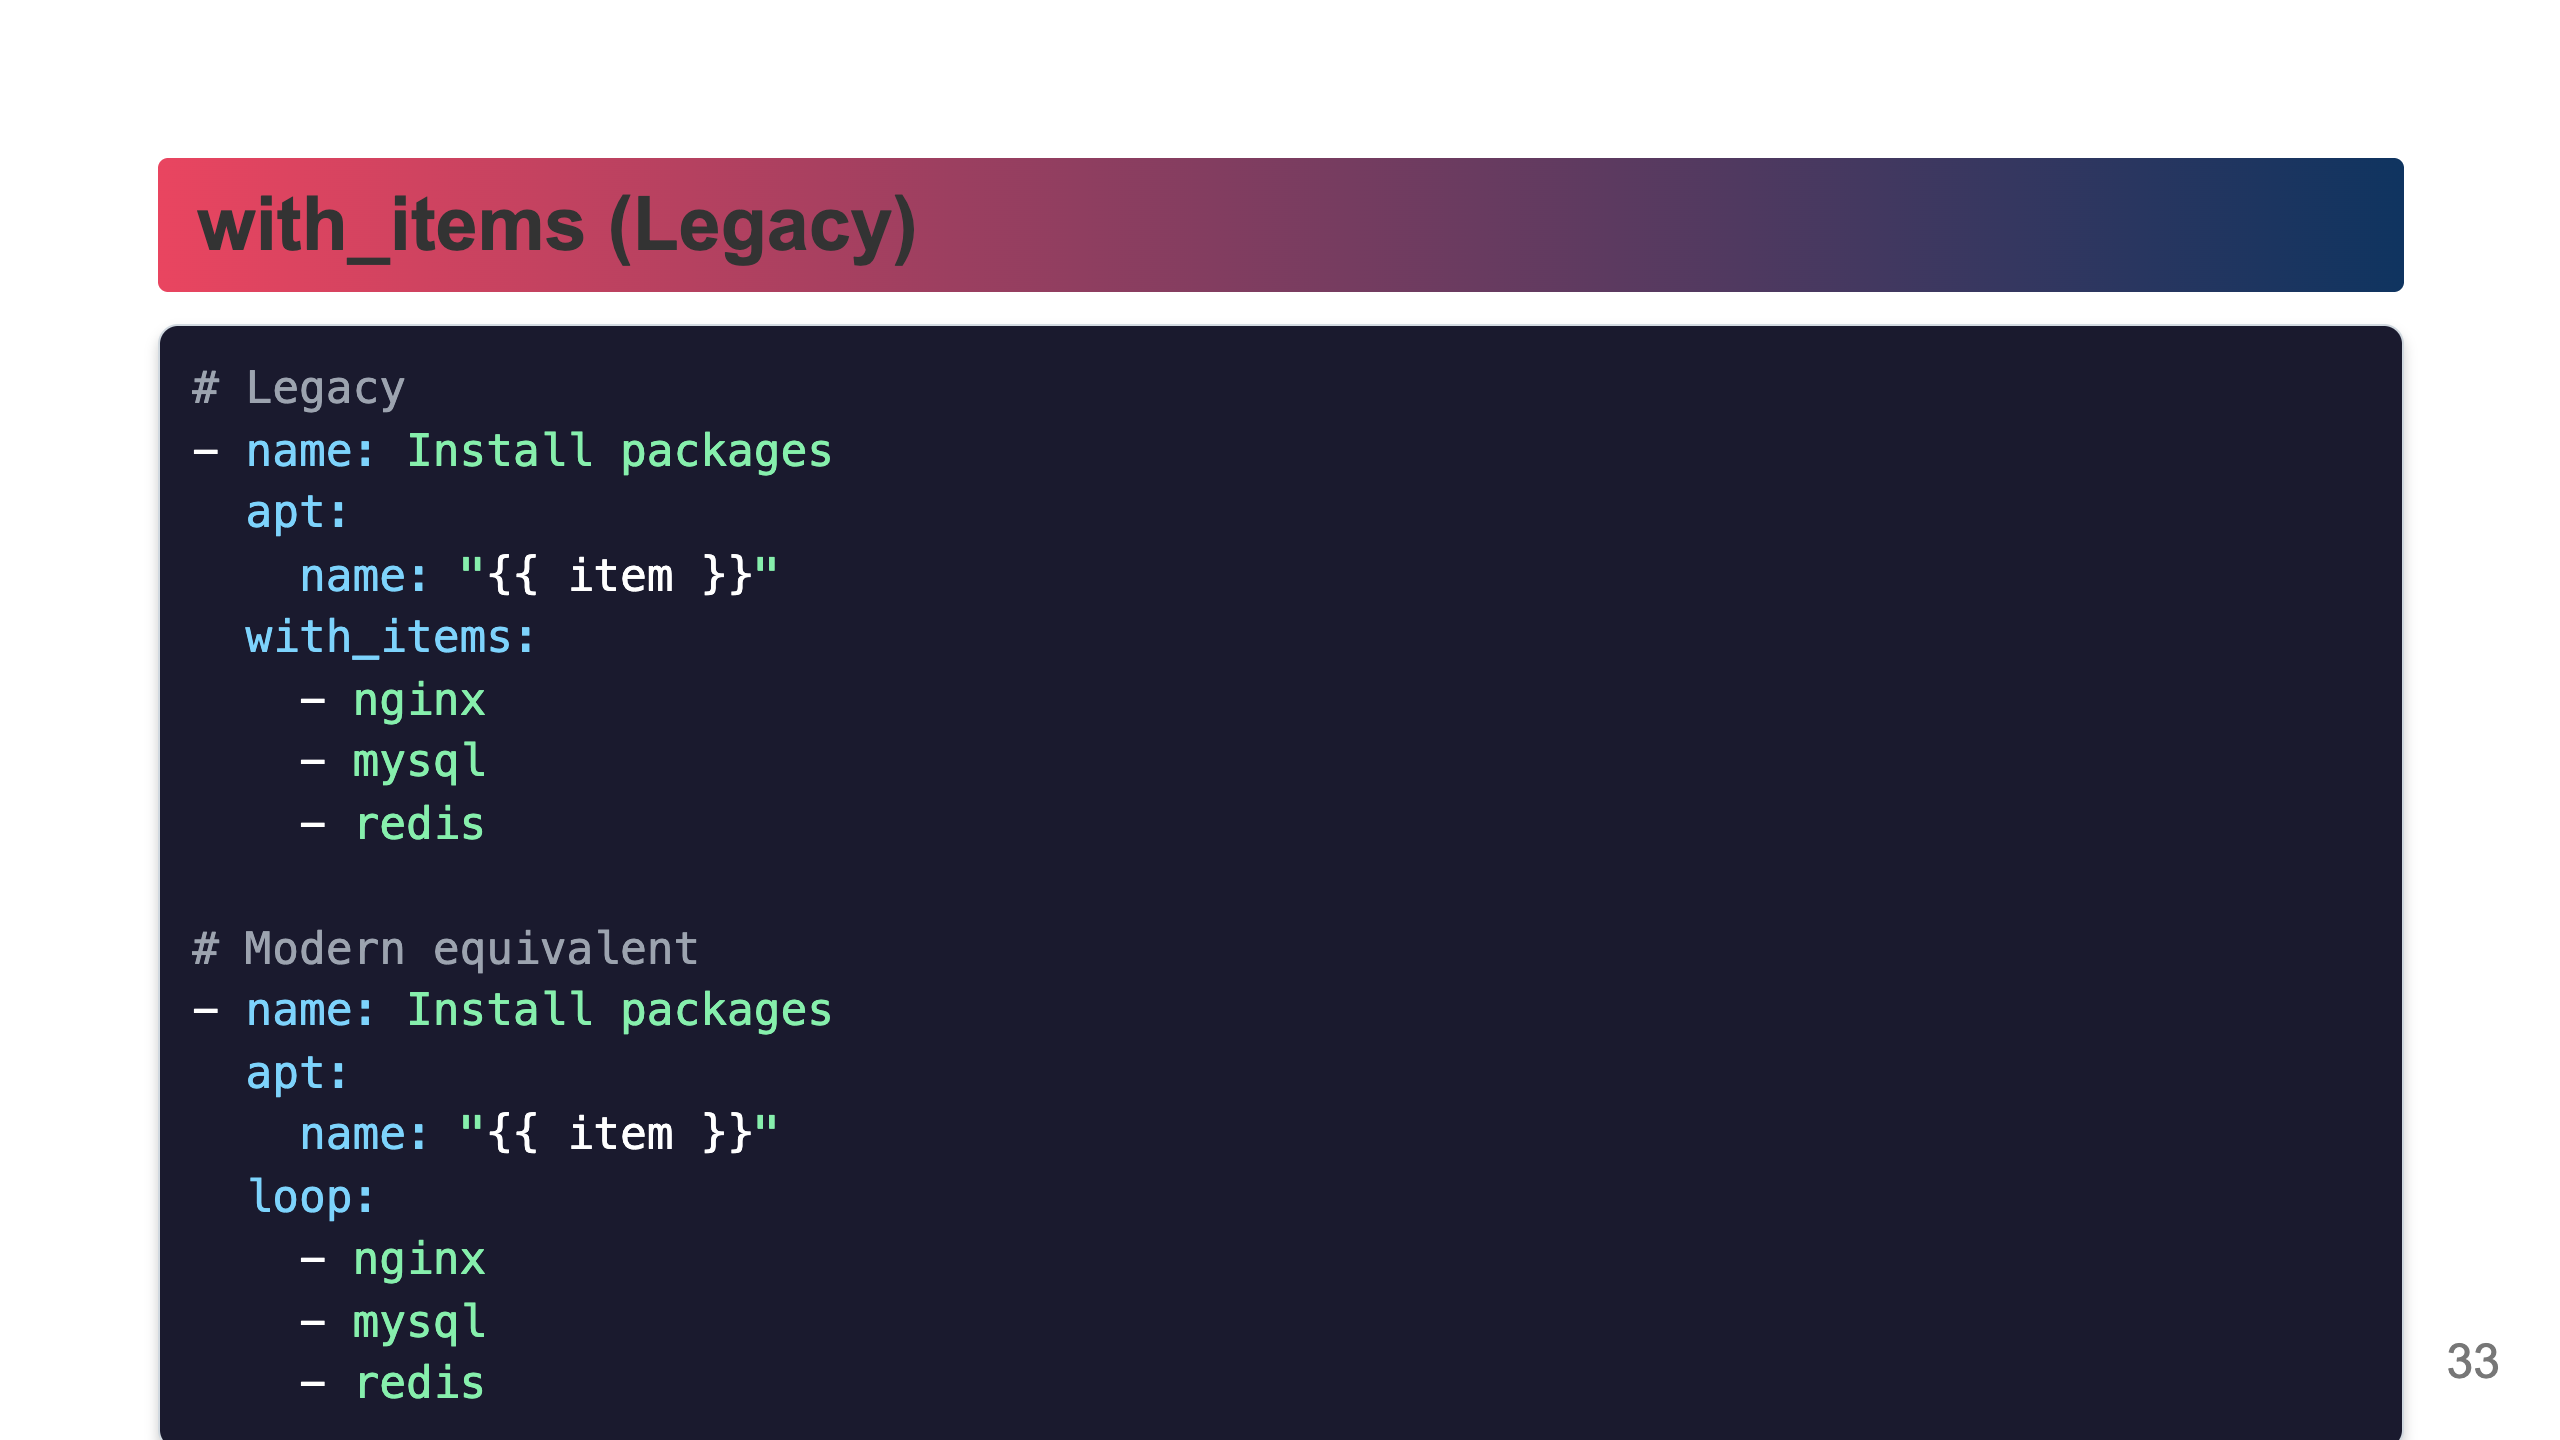 with_items (Legacy)
# Legacy
- name: Install packages
  apt:
    name: "{{ item }}"
  with_items:
    - nginx
    - mysql
    - redis

# Modern equivalent
- name: Install packages
  apt:
    name: "{{ item }}"
  loop:
    - nginx
    - mysql
    - redis
33